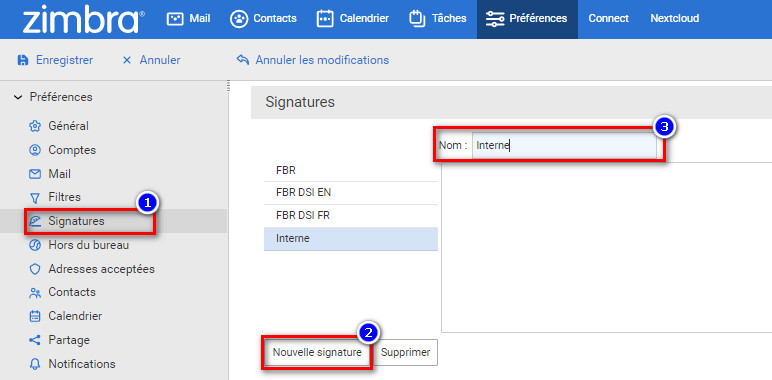 zimbra® Mail Contacts Calendrier Tâches Préférences Connect Nextcloud
Enregistrer Annuler Annuler les modifications
Préférences
Général
Comptes
Mail
Filtres
Signatures
Hors du bureau
Adresses acceptées
Contacts
Calendrier
Partage
Notifications
1
Signatures
3
Nom : Interne
FBR
FBR DSI EN
FBR DSI FR
Interne
2
Nouvelle signature Supprimer